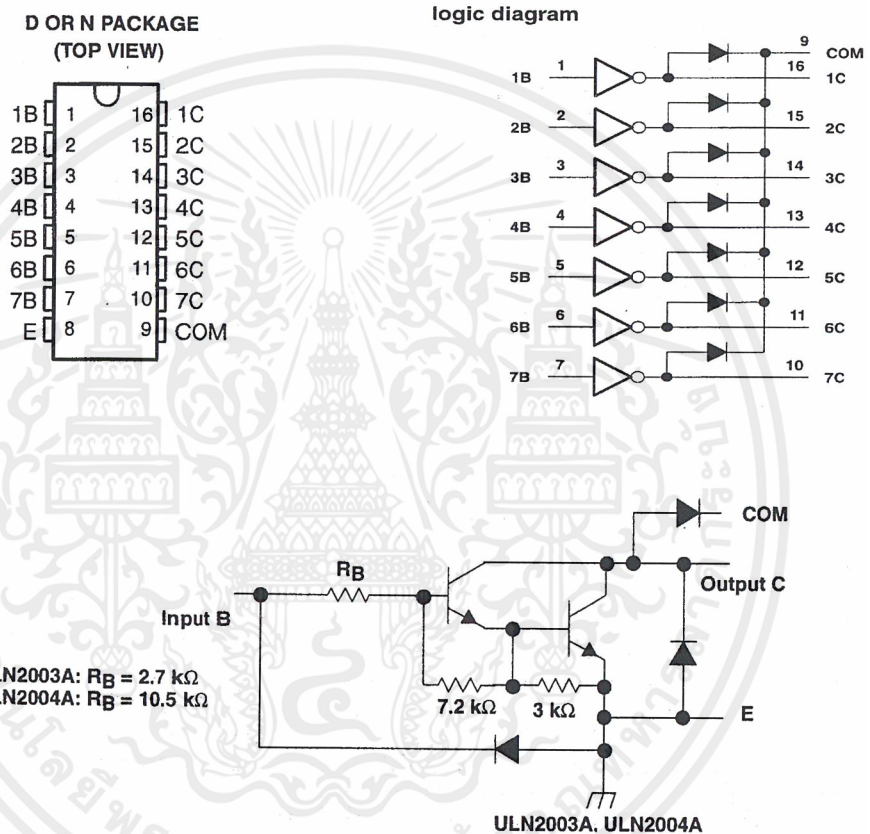 D OR N PACKAGE
(TOP VIEW)
1B 1 16 1C
2B 2 15 2C
3B 3 14 3C
4B 4 13 4C
5B 5 12 5C
6B 6 11 6C
7B 7 10 7C
E 8 9 COM
logic diagram
9 COM
1B 1 16 1C
2B 2 15 2C
3B 3 14 3C
4B 4 13 4C
5B 5 12 5C
6B 6 11 6C
7B 7 10 7C
COM
RB
Output C
Input B
LN2003A: RB = 2.7 kΩ
LN2004A: RB = 10.5 kΩ
7.2 kΩ 3 kΩ
E
ULN2003A, ULN2004A